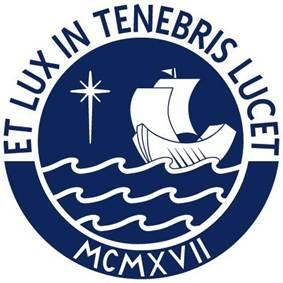 ET LUX IN TENEBRIS LUCET
MCMXVII